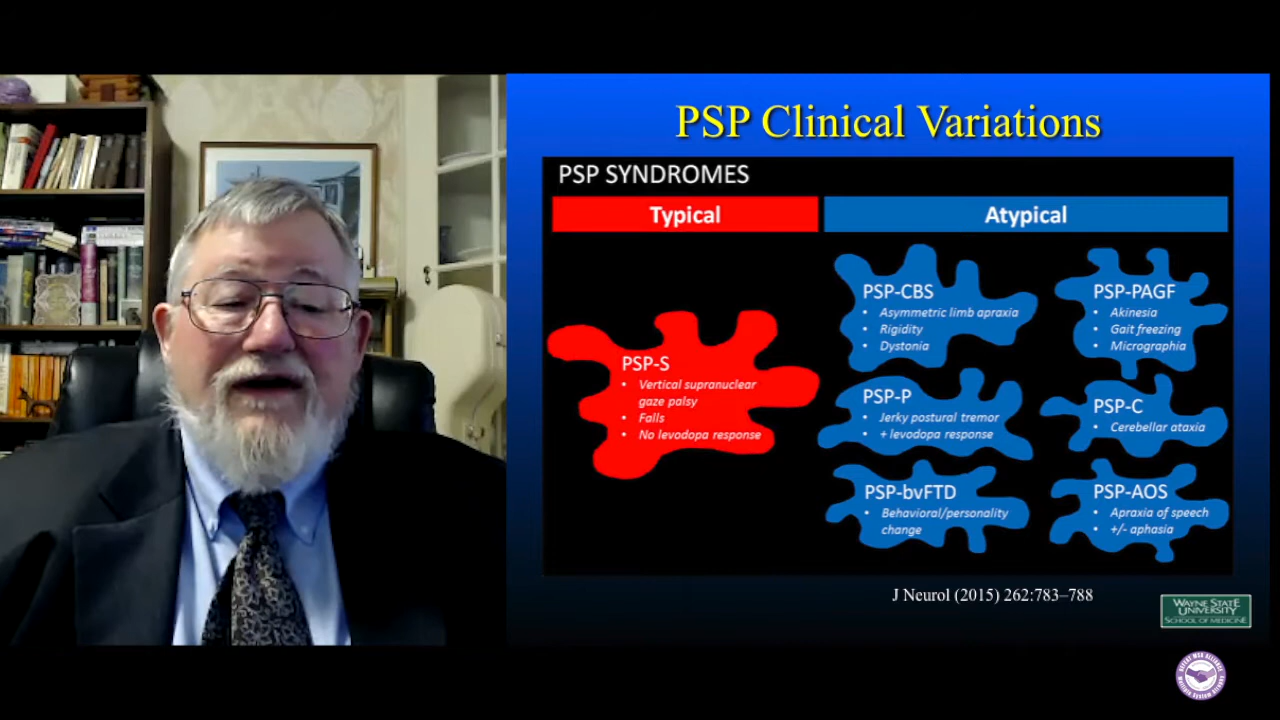 PSP Clinical Variations
PSP SYNDROMES
Typical
Atypical
PSP-S
• Vertical supranuclear
gaze palsy
• Falls
• No levodopa response
PSP-CBS
• Asymmetric limb apraxia
• Rigidity
• Dystonia
PSP-PAGF
• Akinesia
• Gait freezing
• Micrographia
PSP-P
• Jerky postural tremor
• + levodopa response
PSP-C
• Cerebellar ataxia
PSP-bvFTD
• Behavioral/personality
change
PSP-AOS
• Apraxia of speech
• +/- aphasia
J Neurol (2015) 262:783–788
WAYNE STATE
UNIVERSITY
SCHOOL OF MEDICINE
DEFEAT MSA ALLIANCE